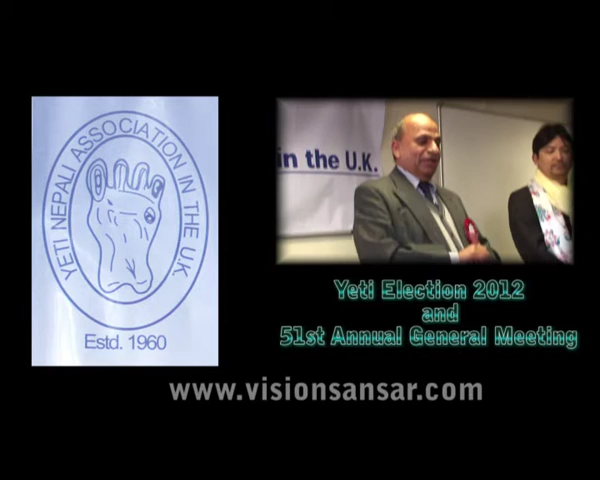 YETI NEPALI ASSOCIATION IN THE U.K
Estd. 1960
in the U.K.
Yeti Election 2012
and
51st Annual General Meeting
www.visionsansar.com